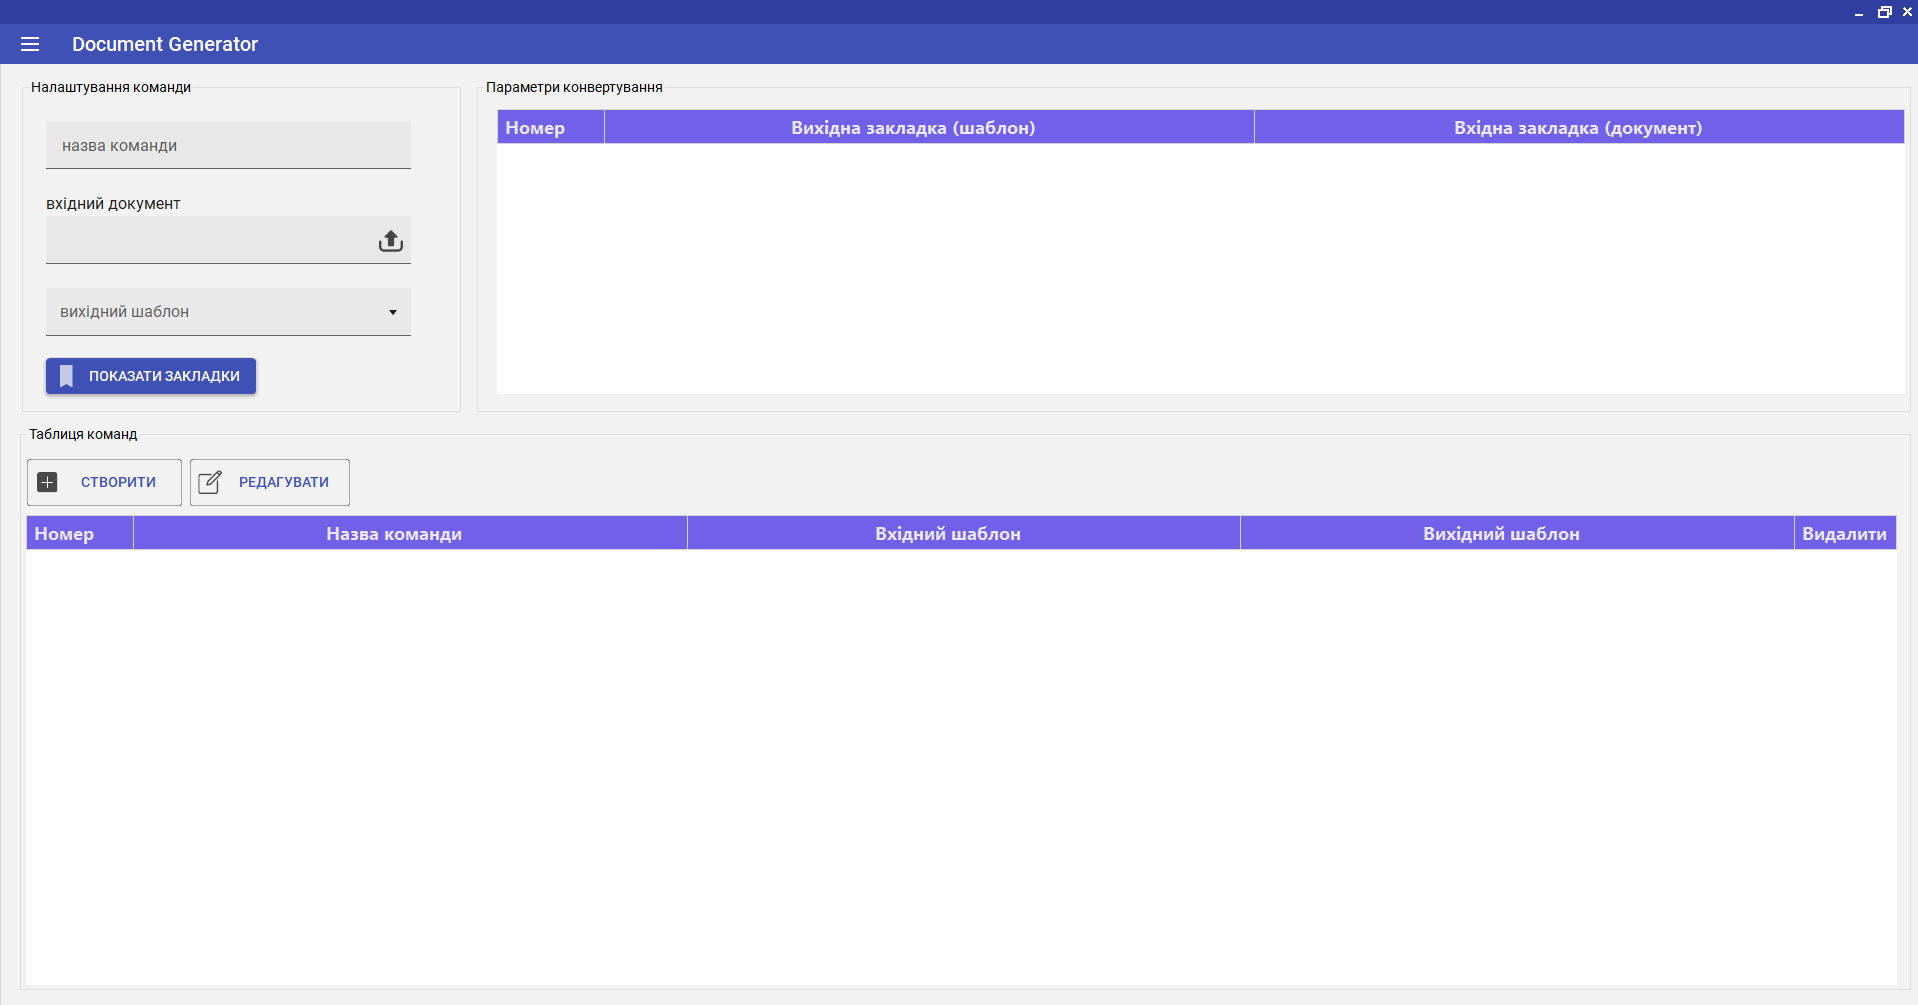 Document Generator
Налаштування команди
назва команди
вхідний документ
вихідний шаблон
ПОКАЗАТИ ЗАКЛАДКИ
Параметри конвертування
Номер Вихідна закладка (шаблон) Вхідна закладка (документ)
Таблиця команд
СТВОРИТИ РЕДАГУВАТИ
Номер Назва команди Вхідний шаблон Вихідний шаблон Видалити